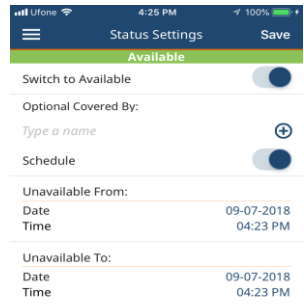 Ufone 4:25 PM 100%
Status Settings Save
Available
Switch to Available
Optional Covered By:
Type a name
Schedule
Unavailable From:
Date 09-07-2018
Time 04:23 PM
Unavailable To:
Date 09-07-2018
Time 04:23 PM